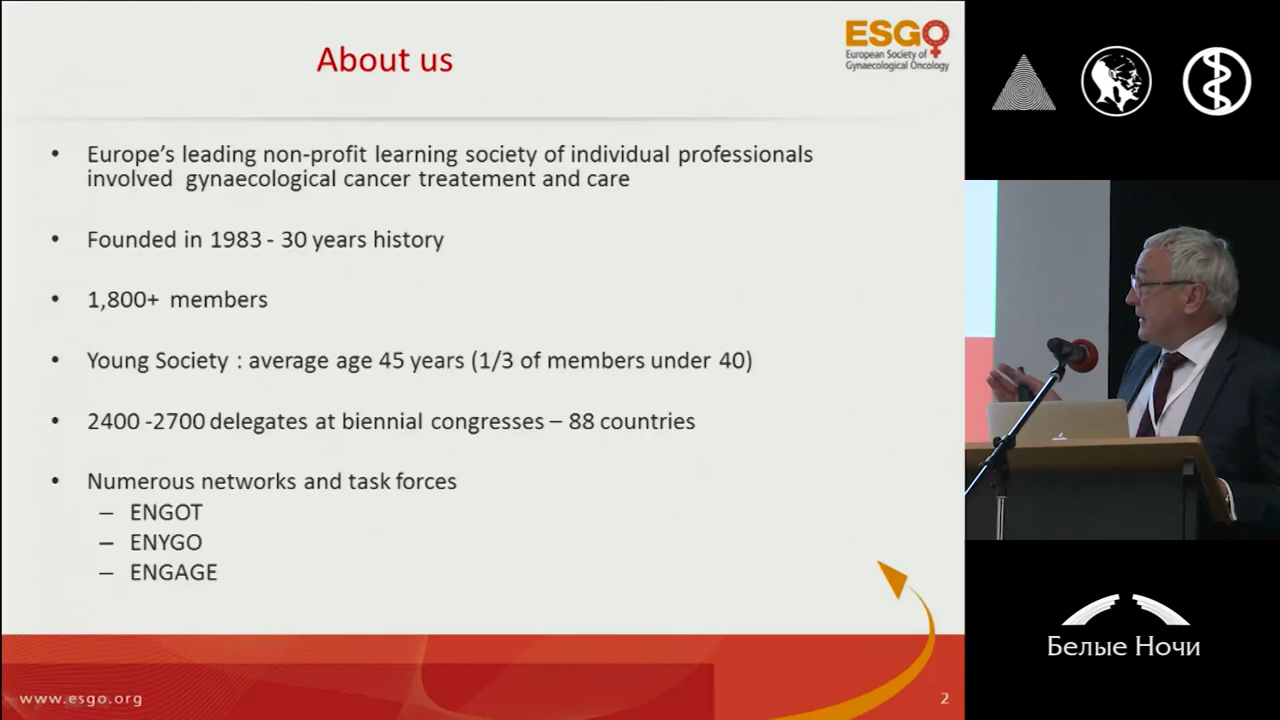 About us
ESGO
European Society of
Gynaecological Oncology
• Europe's leading non-profit learning society of individual professionals
involved gynaecological cancer treatement and care
• Founded in 1983 - 30 years history
• 1,800+ members
• Young Society : average age 45 years (1/3 of members under 40)
• 2400 -2700 delegates at biennial congresses – 88 countries
• Numerous networks and task forces
– ENGOT
– ENYGO
– ENGAGE
www.esgo.org
2
Белые Ночи